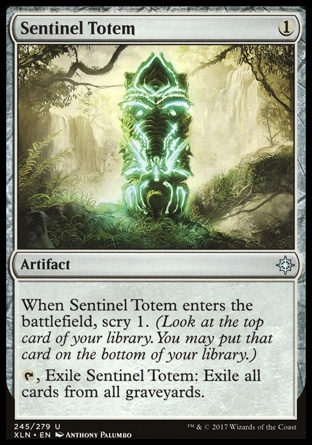 Sentinel Totem 1
Artifact
When Sentinel Totem enters the
battlefield, scry 1. (Look at the top
card of your library. You may put that
card on the bottom of your library.)
, Exile Sentinel Totem: Exile all
cards from all graveyards.
245/279 U
XLN • EN Anthony Palumbo
™ & © 2017 Wizards of the Coast